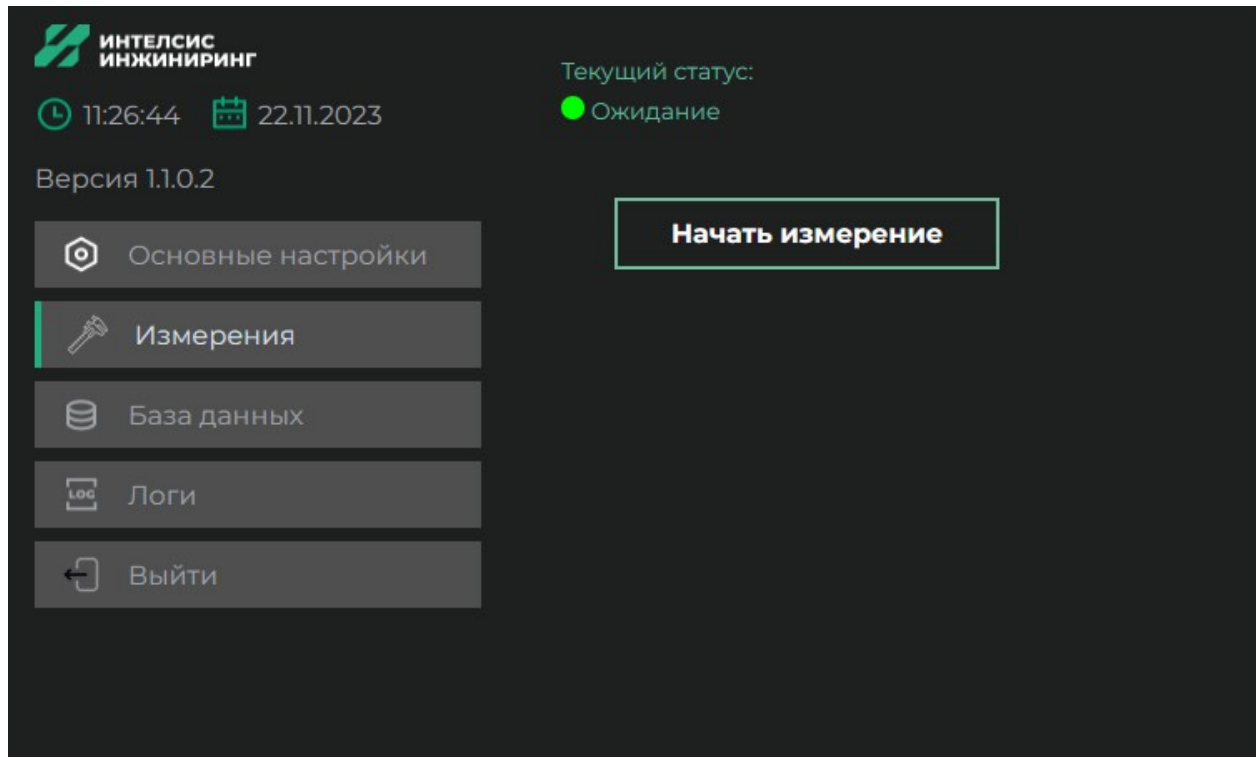 ИНТЕЛСИС
ИНЖИНИРИНГ
11:26:44 22.11.2023
Версия 1.1.0.2
Основные настройки
Измерения
База данных
LOG
Логи
Выйти
Текущий статус:
Ожидание
Начать измерение